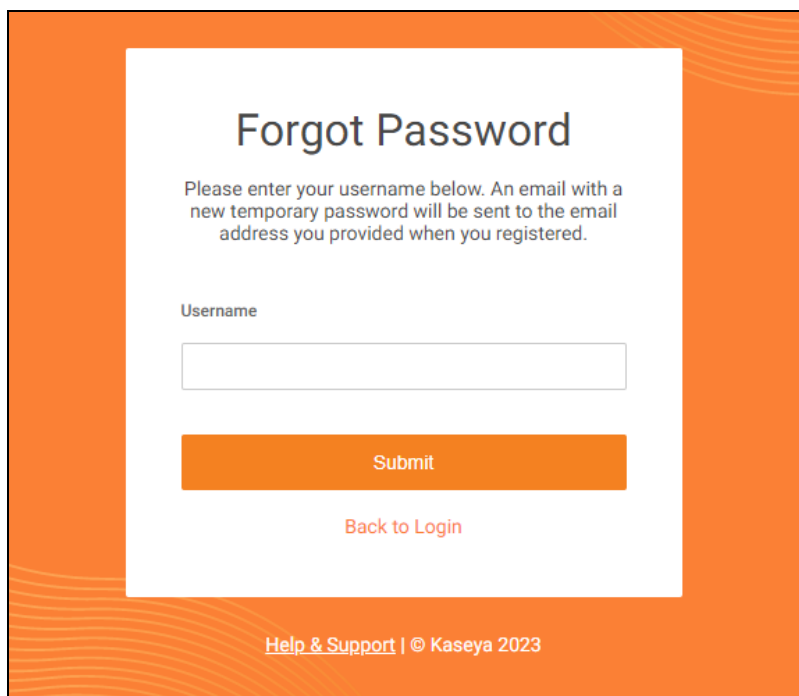 Forgot Password
Please enter your username below. An email with a
new temporary password will be sent to the email
address you provided when you registered.
Username
Submit
Back to Login
Help & Support | © Kaseya 2023